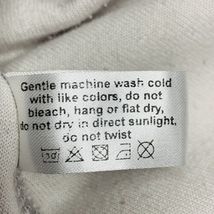 Gentle machine wash cold
with like colors, do not
bleach, hang or flat dry,
do not dry in direct sunlight,
do not twist